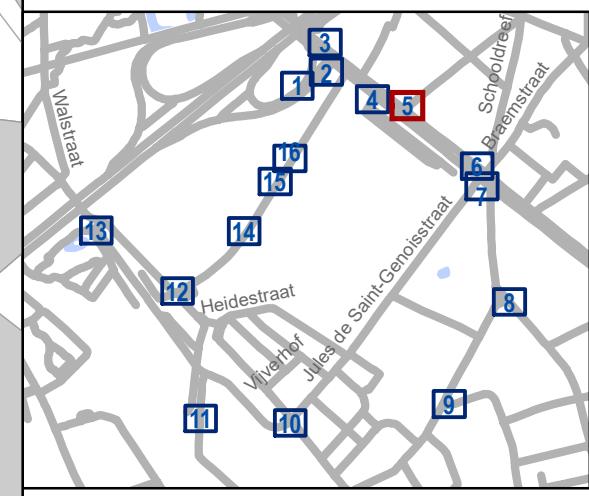 3
Schooldreef
2
1
4
5
Braemstraat
Walstraat
16
6
15
7
13
14
Jules de Saint-Genoisstraat
12
Heidestraat
8
Vijverhof
9
11
10